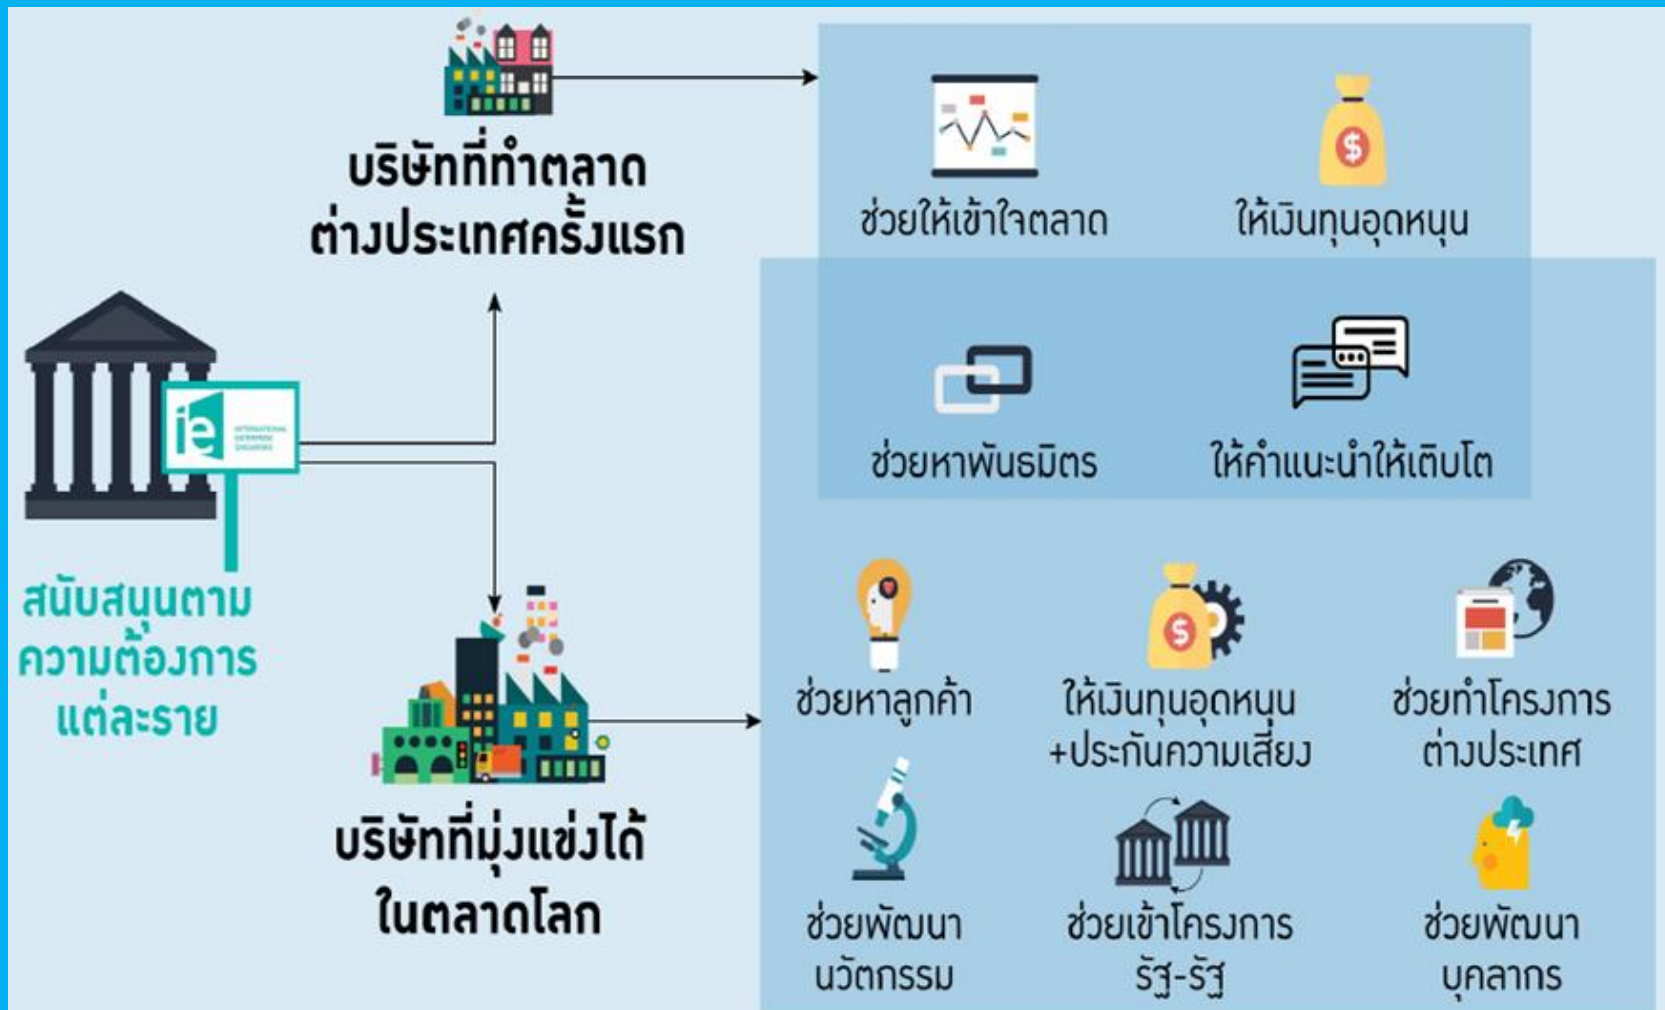 บริษัทที่ทำตลาด
ต่างประเทศครั้งแรก
ช่วยให้เข้าใจตลาด
ให้เงินทุนอุดหนุน
ช่วยหาพันธมิตร
ให้คำแนะนำให้เติบโต
ie
INTERNATIONAL
ENTERPRISE
SINGAPORE
สนับสนุนตาม
ความต้องการ
แต่ละราย
บริษัทที่มุ่งแข่งได้
ในตลาดโลก
ช่วยหาลูกค้า
ให้เงินทุนอุดหนุน
+ประกันความเสี่ยง
ช่วยทำโครงการ
ต่างประเทศ
ช่วยพัฒนา
นวัตกรรม
ช่วยเข้าโครงการ
รัฐ-รัฐ
ช่วยพัฒนา
บุคลากร